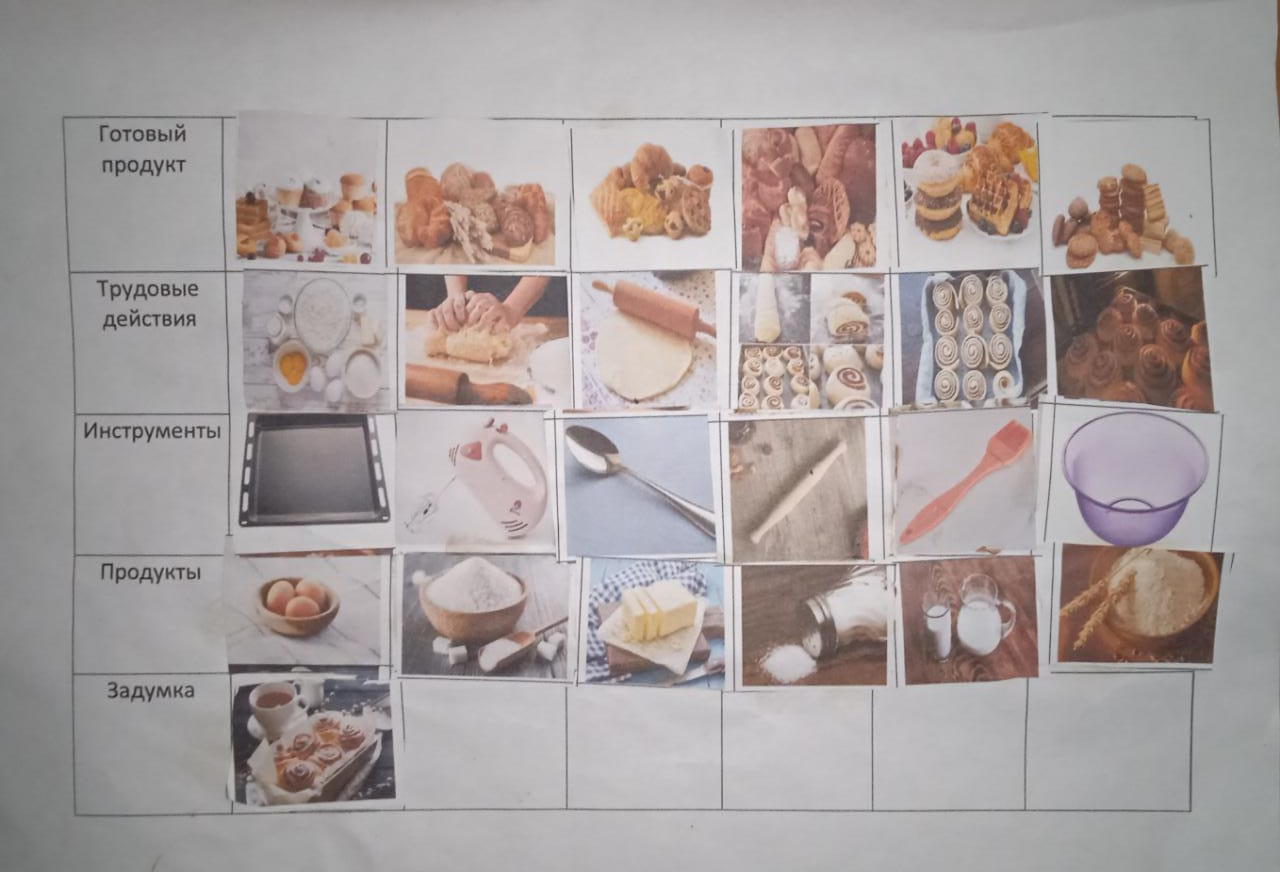 Готовый
продукт
Трудовые
действия
Инструменты
Продукты
Задумка